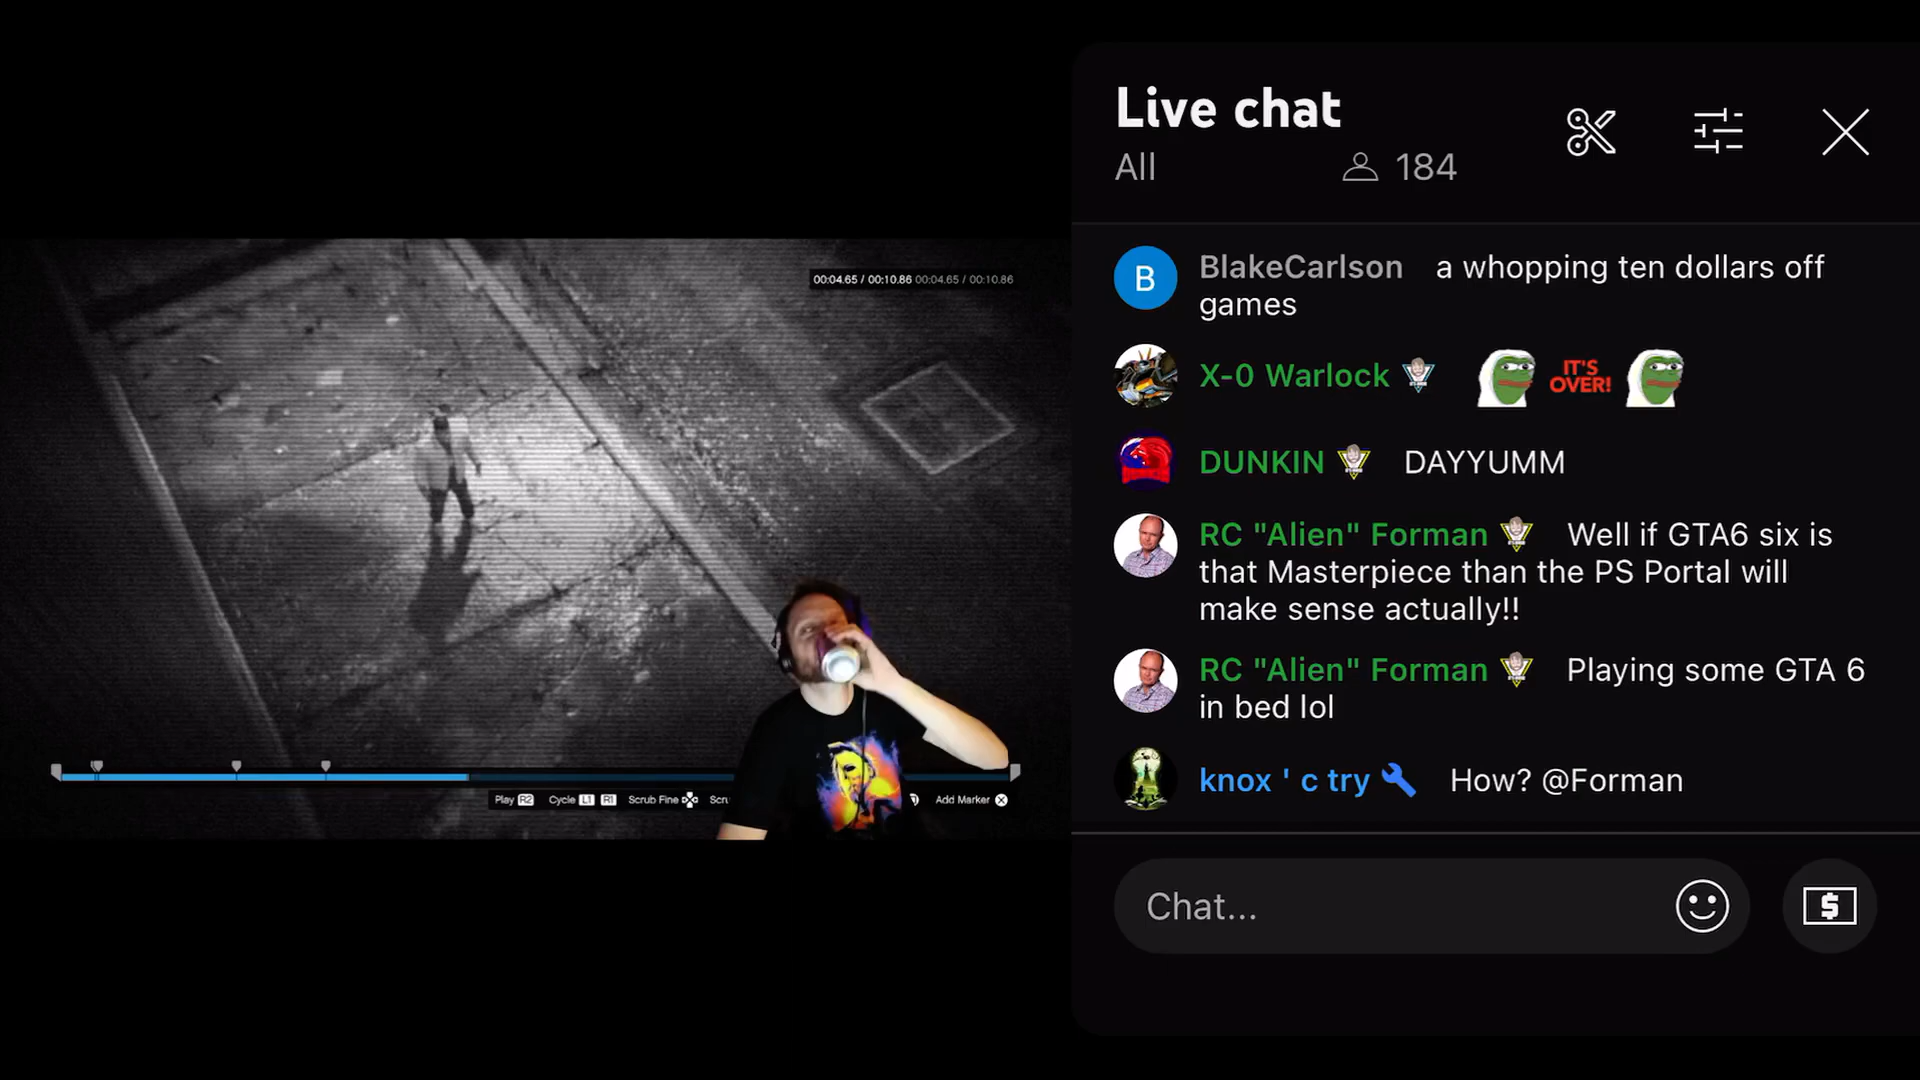 Live chat
All 184
00:04.65 / 00:10.86 00:04.65 / 00:10.86
B BlakeCarlson a whopping ten dollars off
games
X-0 Warlock IT'S
OVER!
DUNKIN DAYYUMM
RC "Alien" Forman Well if GTA6 six is
that Masterpiece than the PS Portal will
make sense actually!!
RC "Alien" Forman Playing some GTA 6
in bed lol
knox ' c try How? @Forman
Play R2 Cycle L1 R1 Scrub Fine Scru Add Marker
Chat...
$